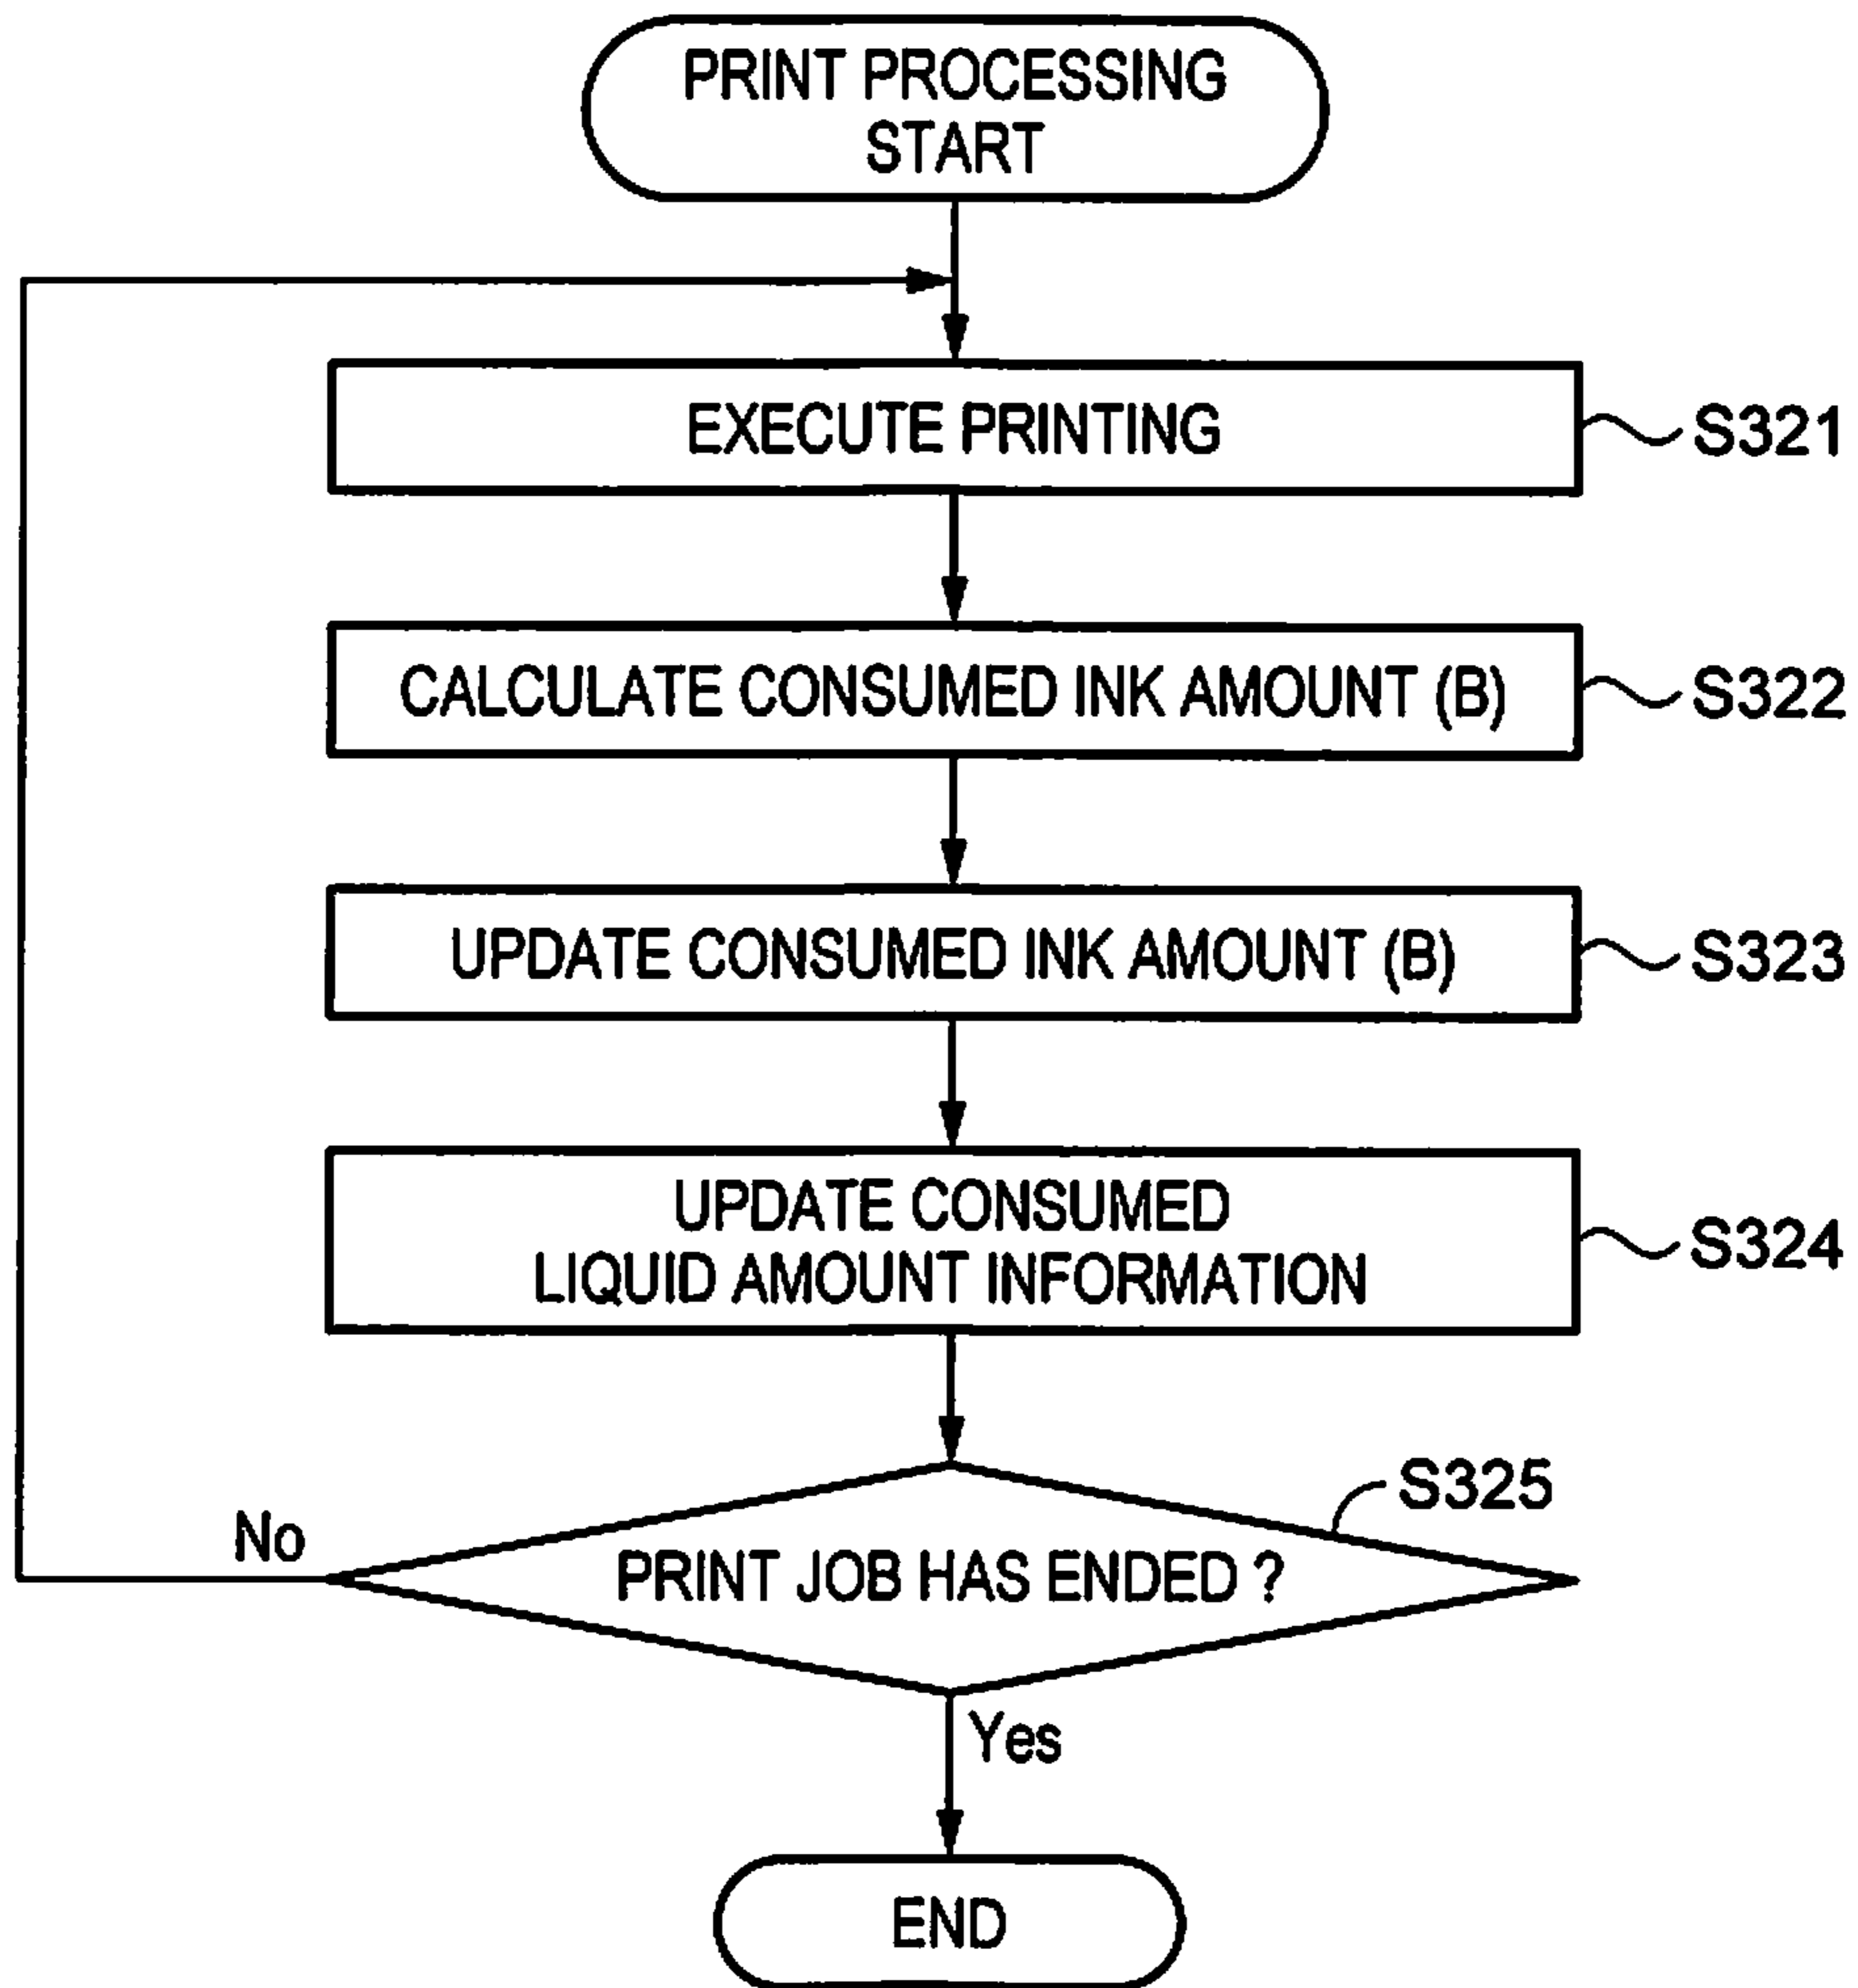 PRINT PROCESSING
START
EXECUTE PRINTING
S321
CALCULATE CONSUMED INK AMOUNT (B)
S322
UPDATE CONSUMED INK AMOUNT (B)
S323
UPDATE CONSUMED
LIQUID AMOUNT INFORMATION
S324
S325
No
PRINT JOB HAS ENDED ?
Yes
END